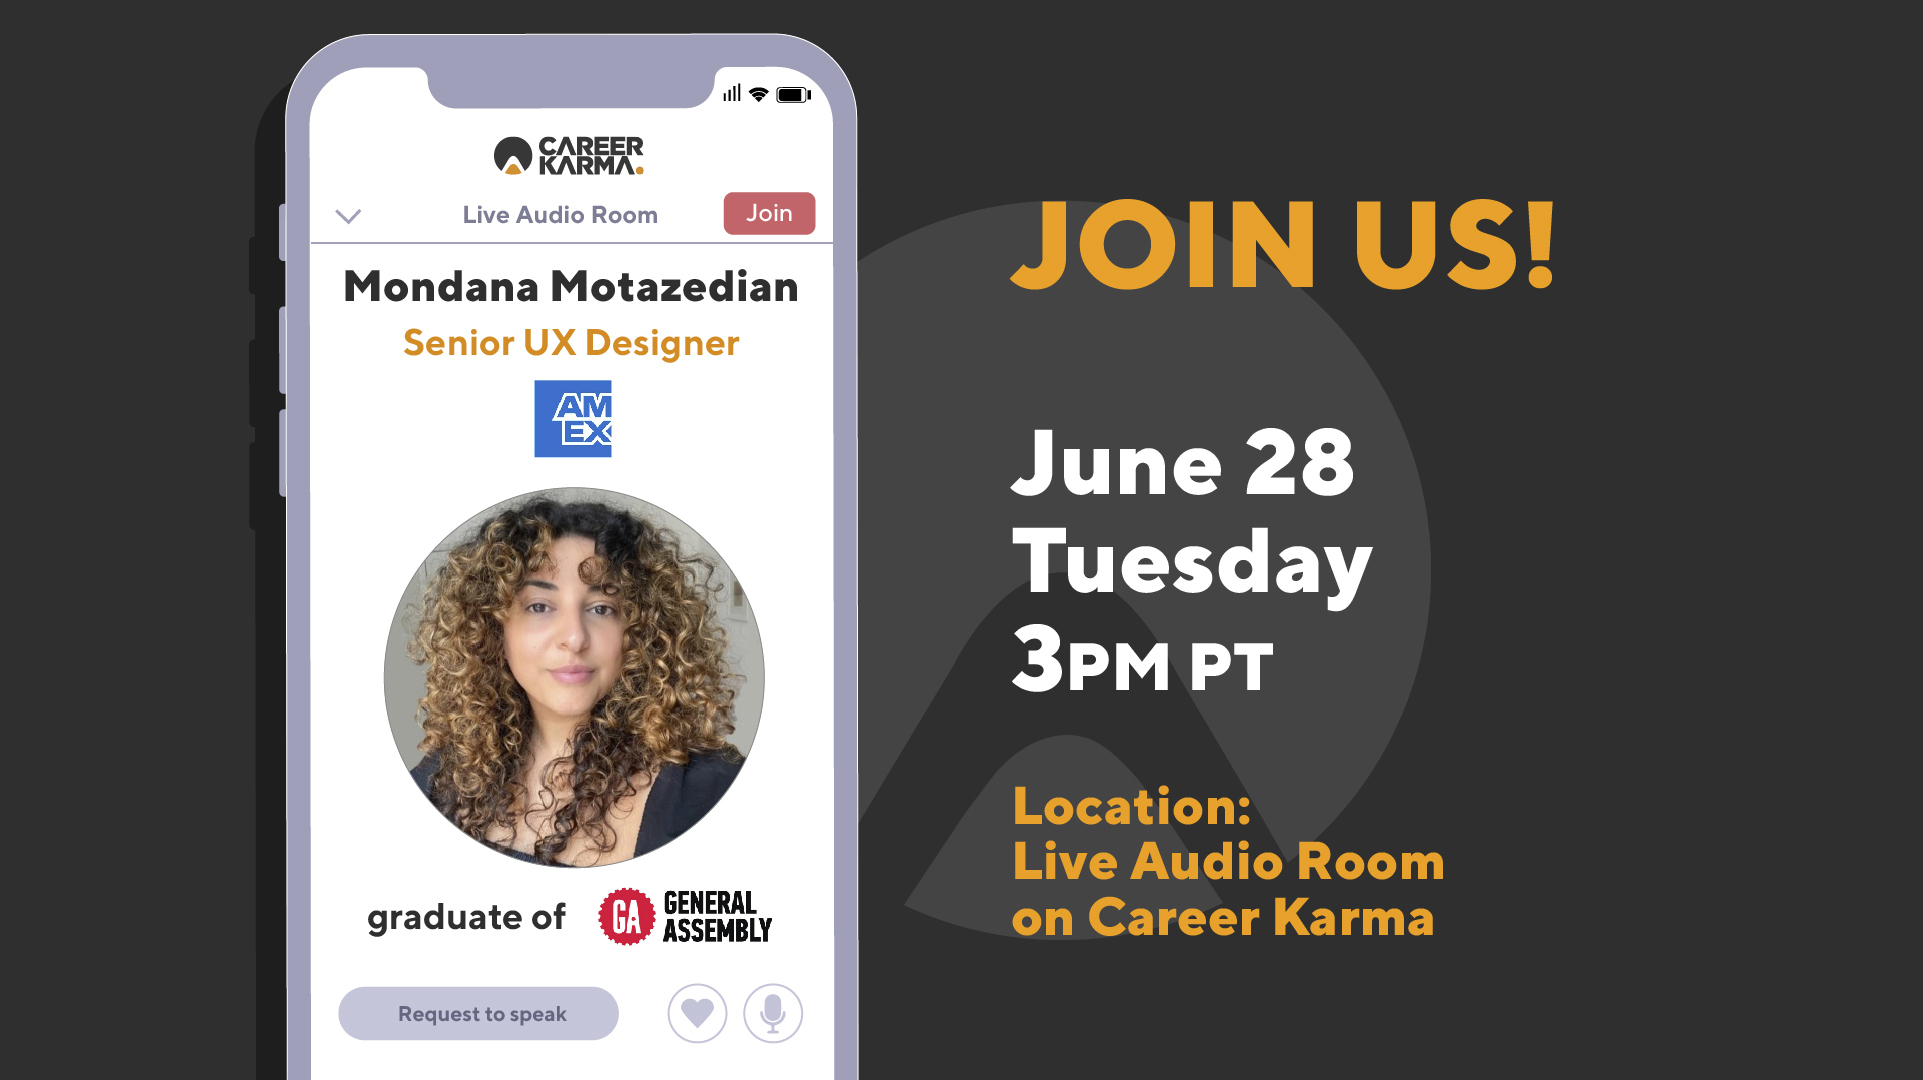 CAREER
KARMA.
Live Audio Room
Join
Mondana Motazedian
Senior UX Designer
AM
EX
graduate of
GA
GENERAL
ASSEMBLY
Request to speak
JOIN US!
June 28
Tuesday
3PM PT
Location:
Live Audio Room
on Career Karma